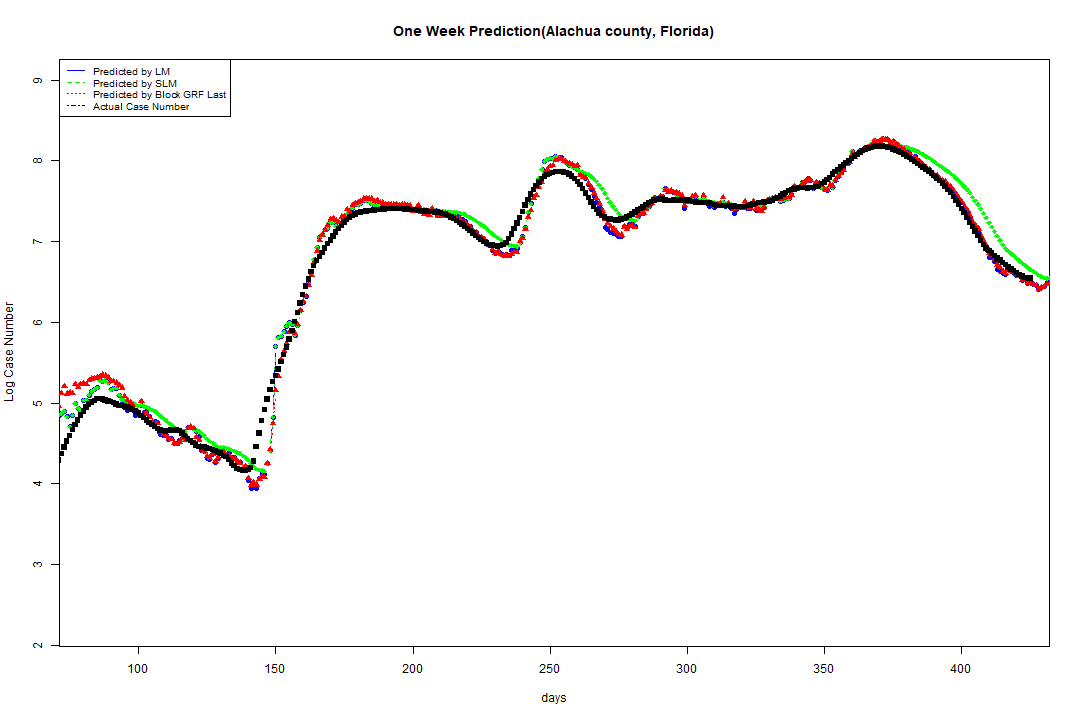 One Week Prediction(Alachua county, Florida)
Predicted by LM
Predicted by SLM
Predicted by Block GRF Last
Actual Case Number
9
8
7
6
5
4
3
2
Log Case Number
100 150 200 250 300 350 400
days